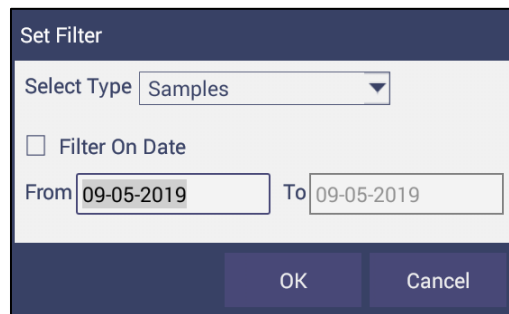 Set Filter
Select Type Samples
Filter On Date
From 09-05-2019 To 09-05-2019
OK Cancel